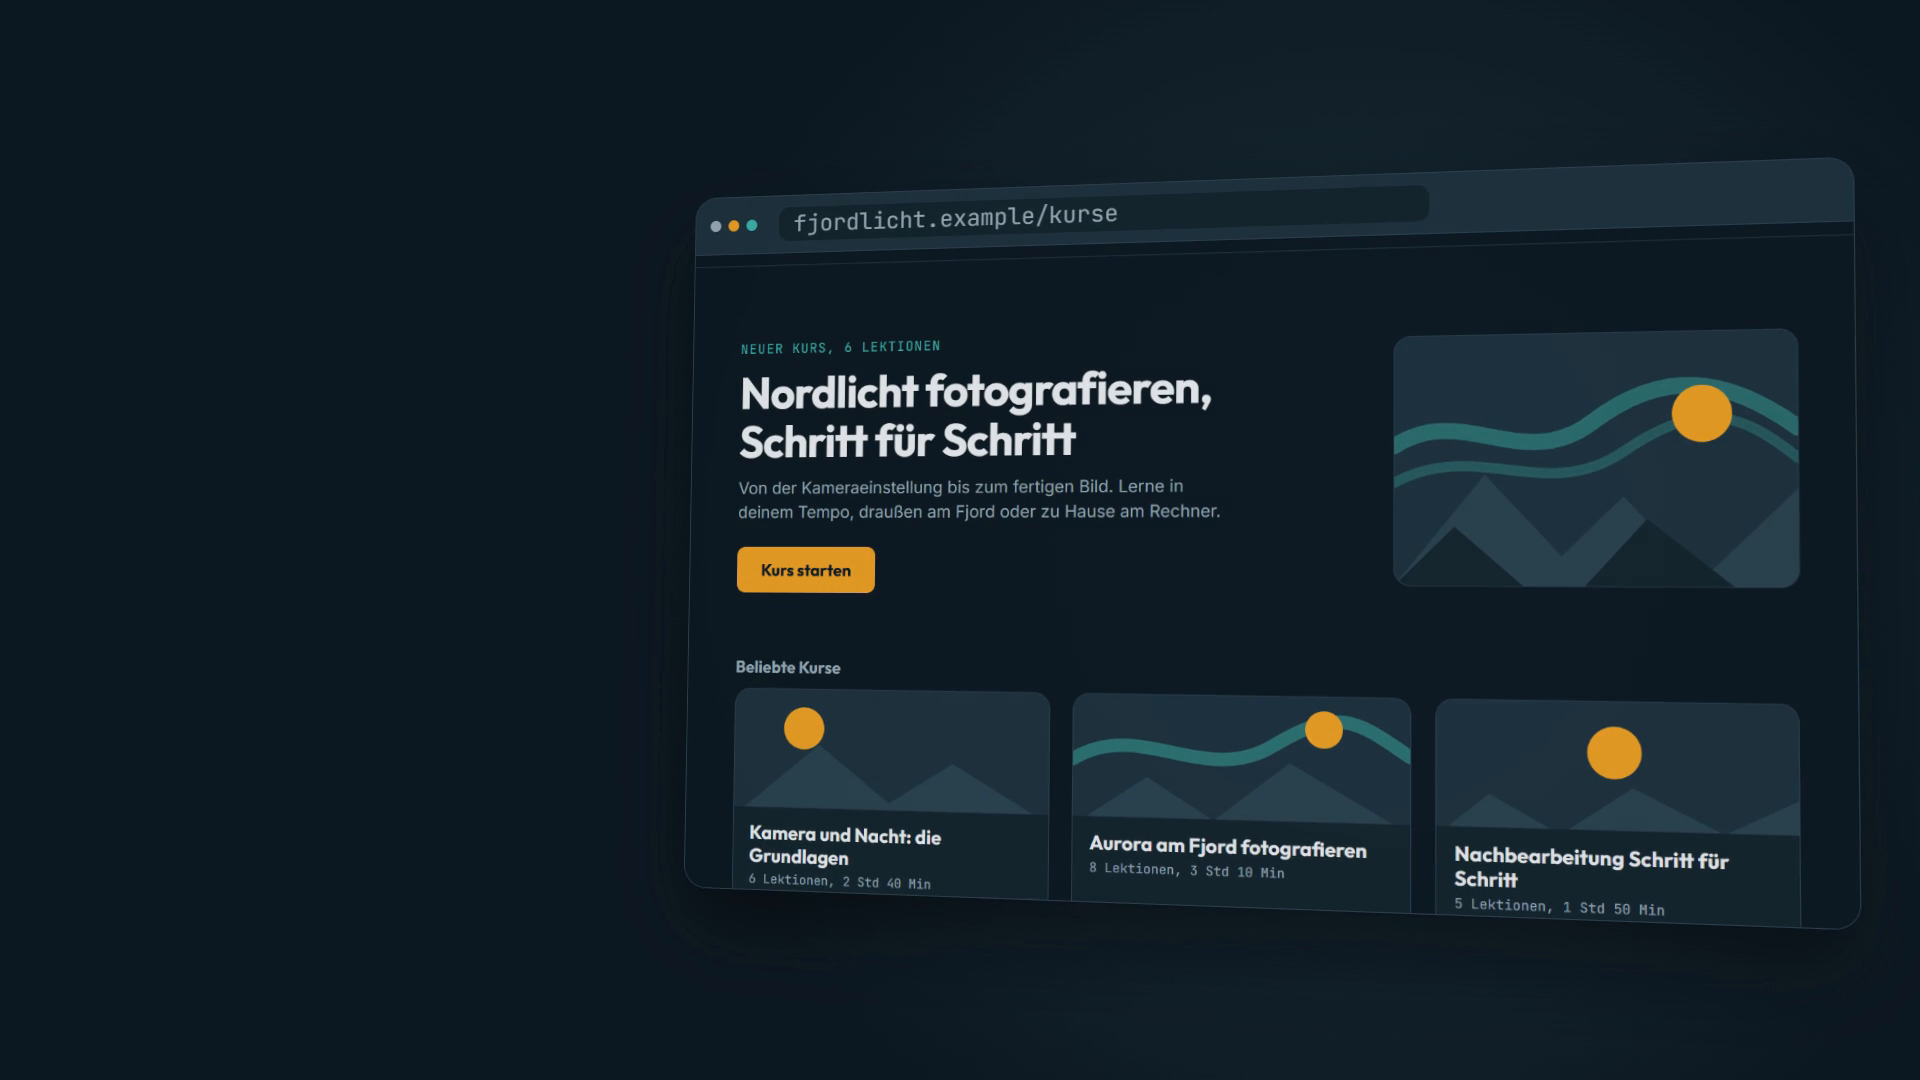 fjordlicht.example/kurse
NEUER KURS, 6 LEKTIONEN
Nordlicht fotografieren,
Schritt für Schritt
Von der Kameraeinstellung bis zum fertigen Bild. Lerne in
deinem Tempo, draußen am Fjord oder zu Hause am Rechner.
Kurs starten
Beliebte Kurse
Kamera und Nacht: die
Grundlagen
6 Lektionen, 2 Std 40 Min
Aurora am Fjord fotografieren
8 Lektionen, 3 Std 10 Min
Nachbearbeitung Schritt für
Schritt
5 Lektionen, 1 Std 50 Min